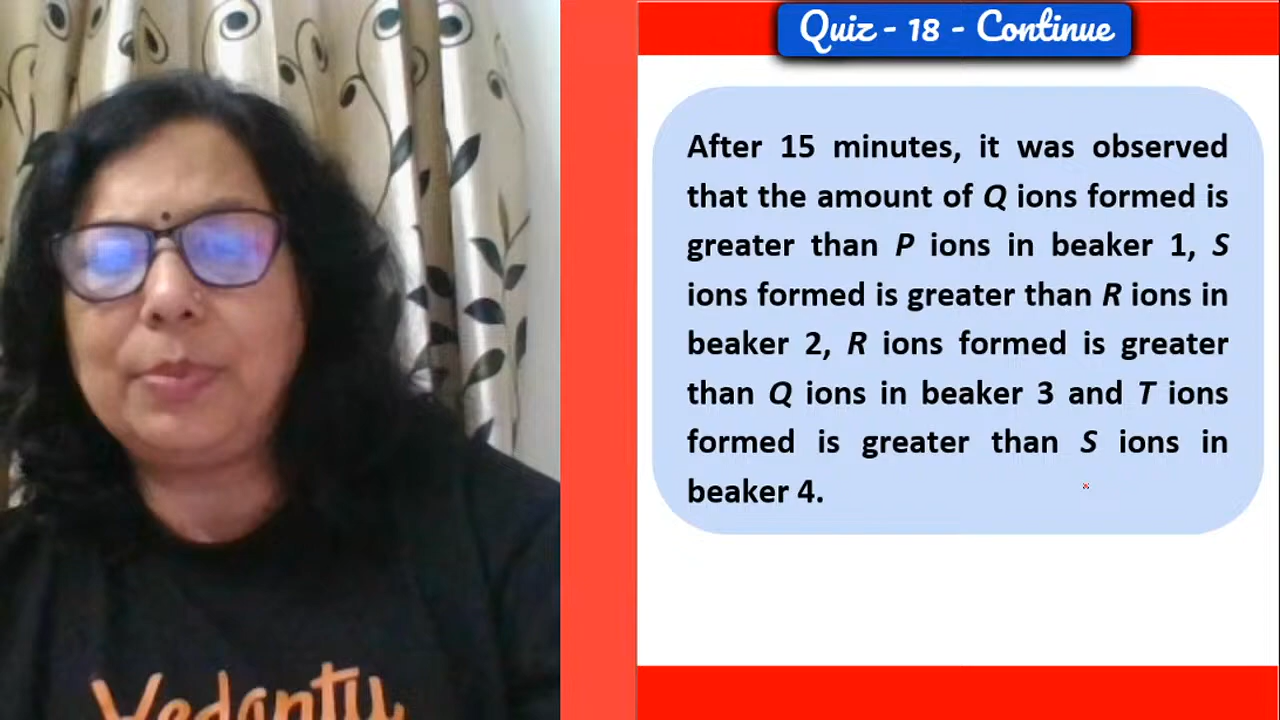 Quiz - 18 - Continue
After 15 minutes, it was observed
that the amount of Q ions formed is
greater than P ions in beaker 1, S
ions formed is greater than R ions in
beaker 2, R ions formed is greater
than Q ions in beaker 3 and T ions
formed is greater than S ions in
beaker 4.
Vedantu